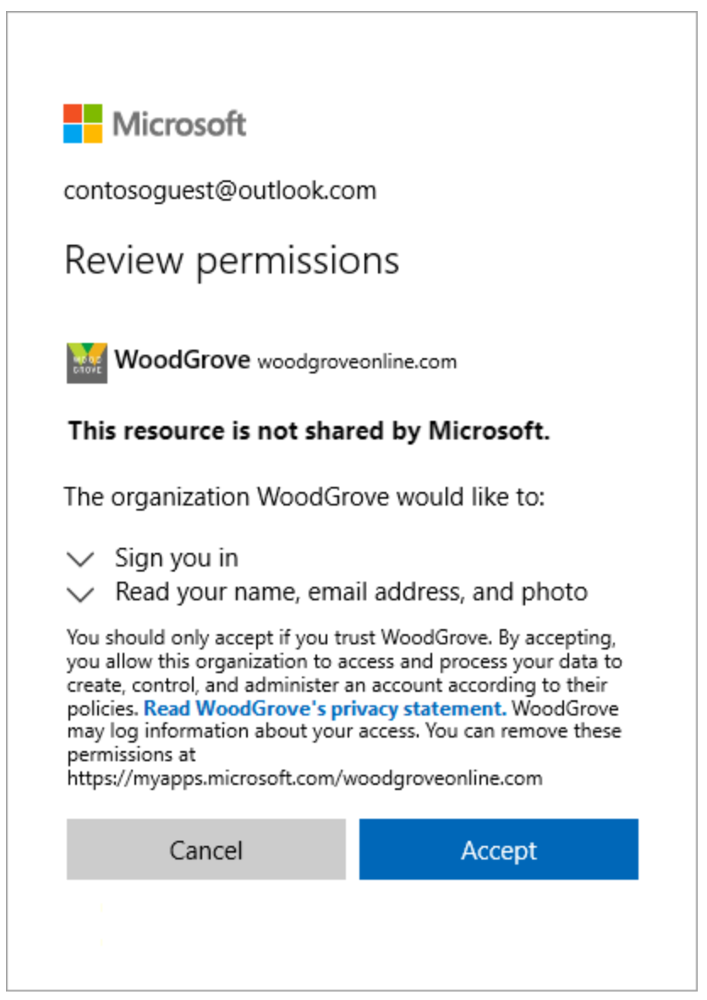 Microsoft
contosoguest@outlook.com
Review permissions
WOOD
GROVE
WoodGrove woodgroveonline.com
This resource is not shared by Microsoft.
The organization WoodGrove would like to:
Sign you in
Read your name, email address, and photo
You should only accept if you trust WoodGrove. By accepting,
you allow this organization to access and process your data to
create, control, and administer an account according to their
policies. Read WoodGrove's privacy statement. WoodGrove
may log information about your access. You can remove these
permissions at
https://myapps.microsoft.com/woodgroveonline.com
Cancel Accept